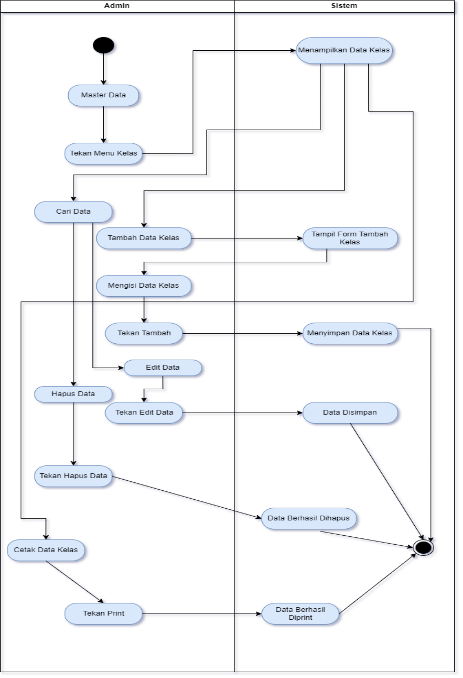 Admin
Sistem
Menampilkan Data Kelas
Master Data
Tekan Menu Kelas
Cari Data
Tambah Data Kelas
Tampil Form Tambah
Kelas
Mengisi Data Kelas
Tekan Tambah
Menyimpan Data Kelas
Edit Data
Hapus Data
Tekan Edit Data
Data Disimpan
Tekan Hapus Data
Data Berhasil Dihapus
Cetak Data Kelas
Tekan Print
Data Berhasil
Diprint